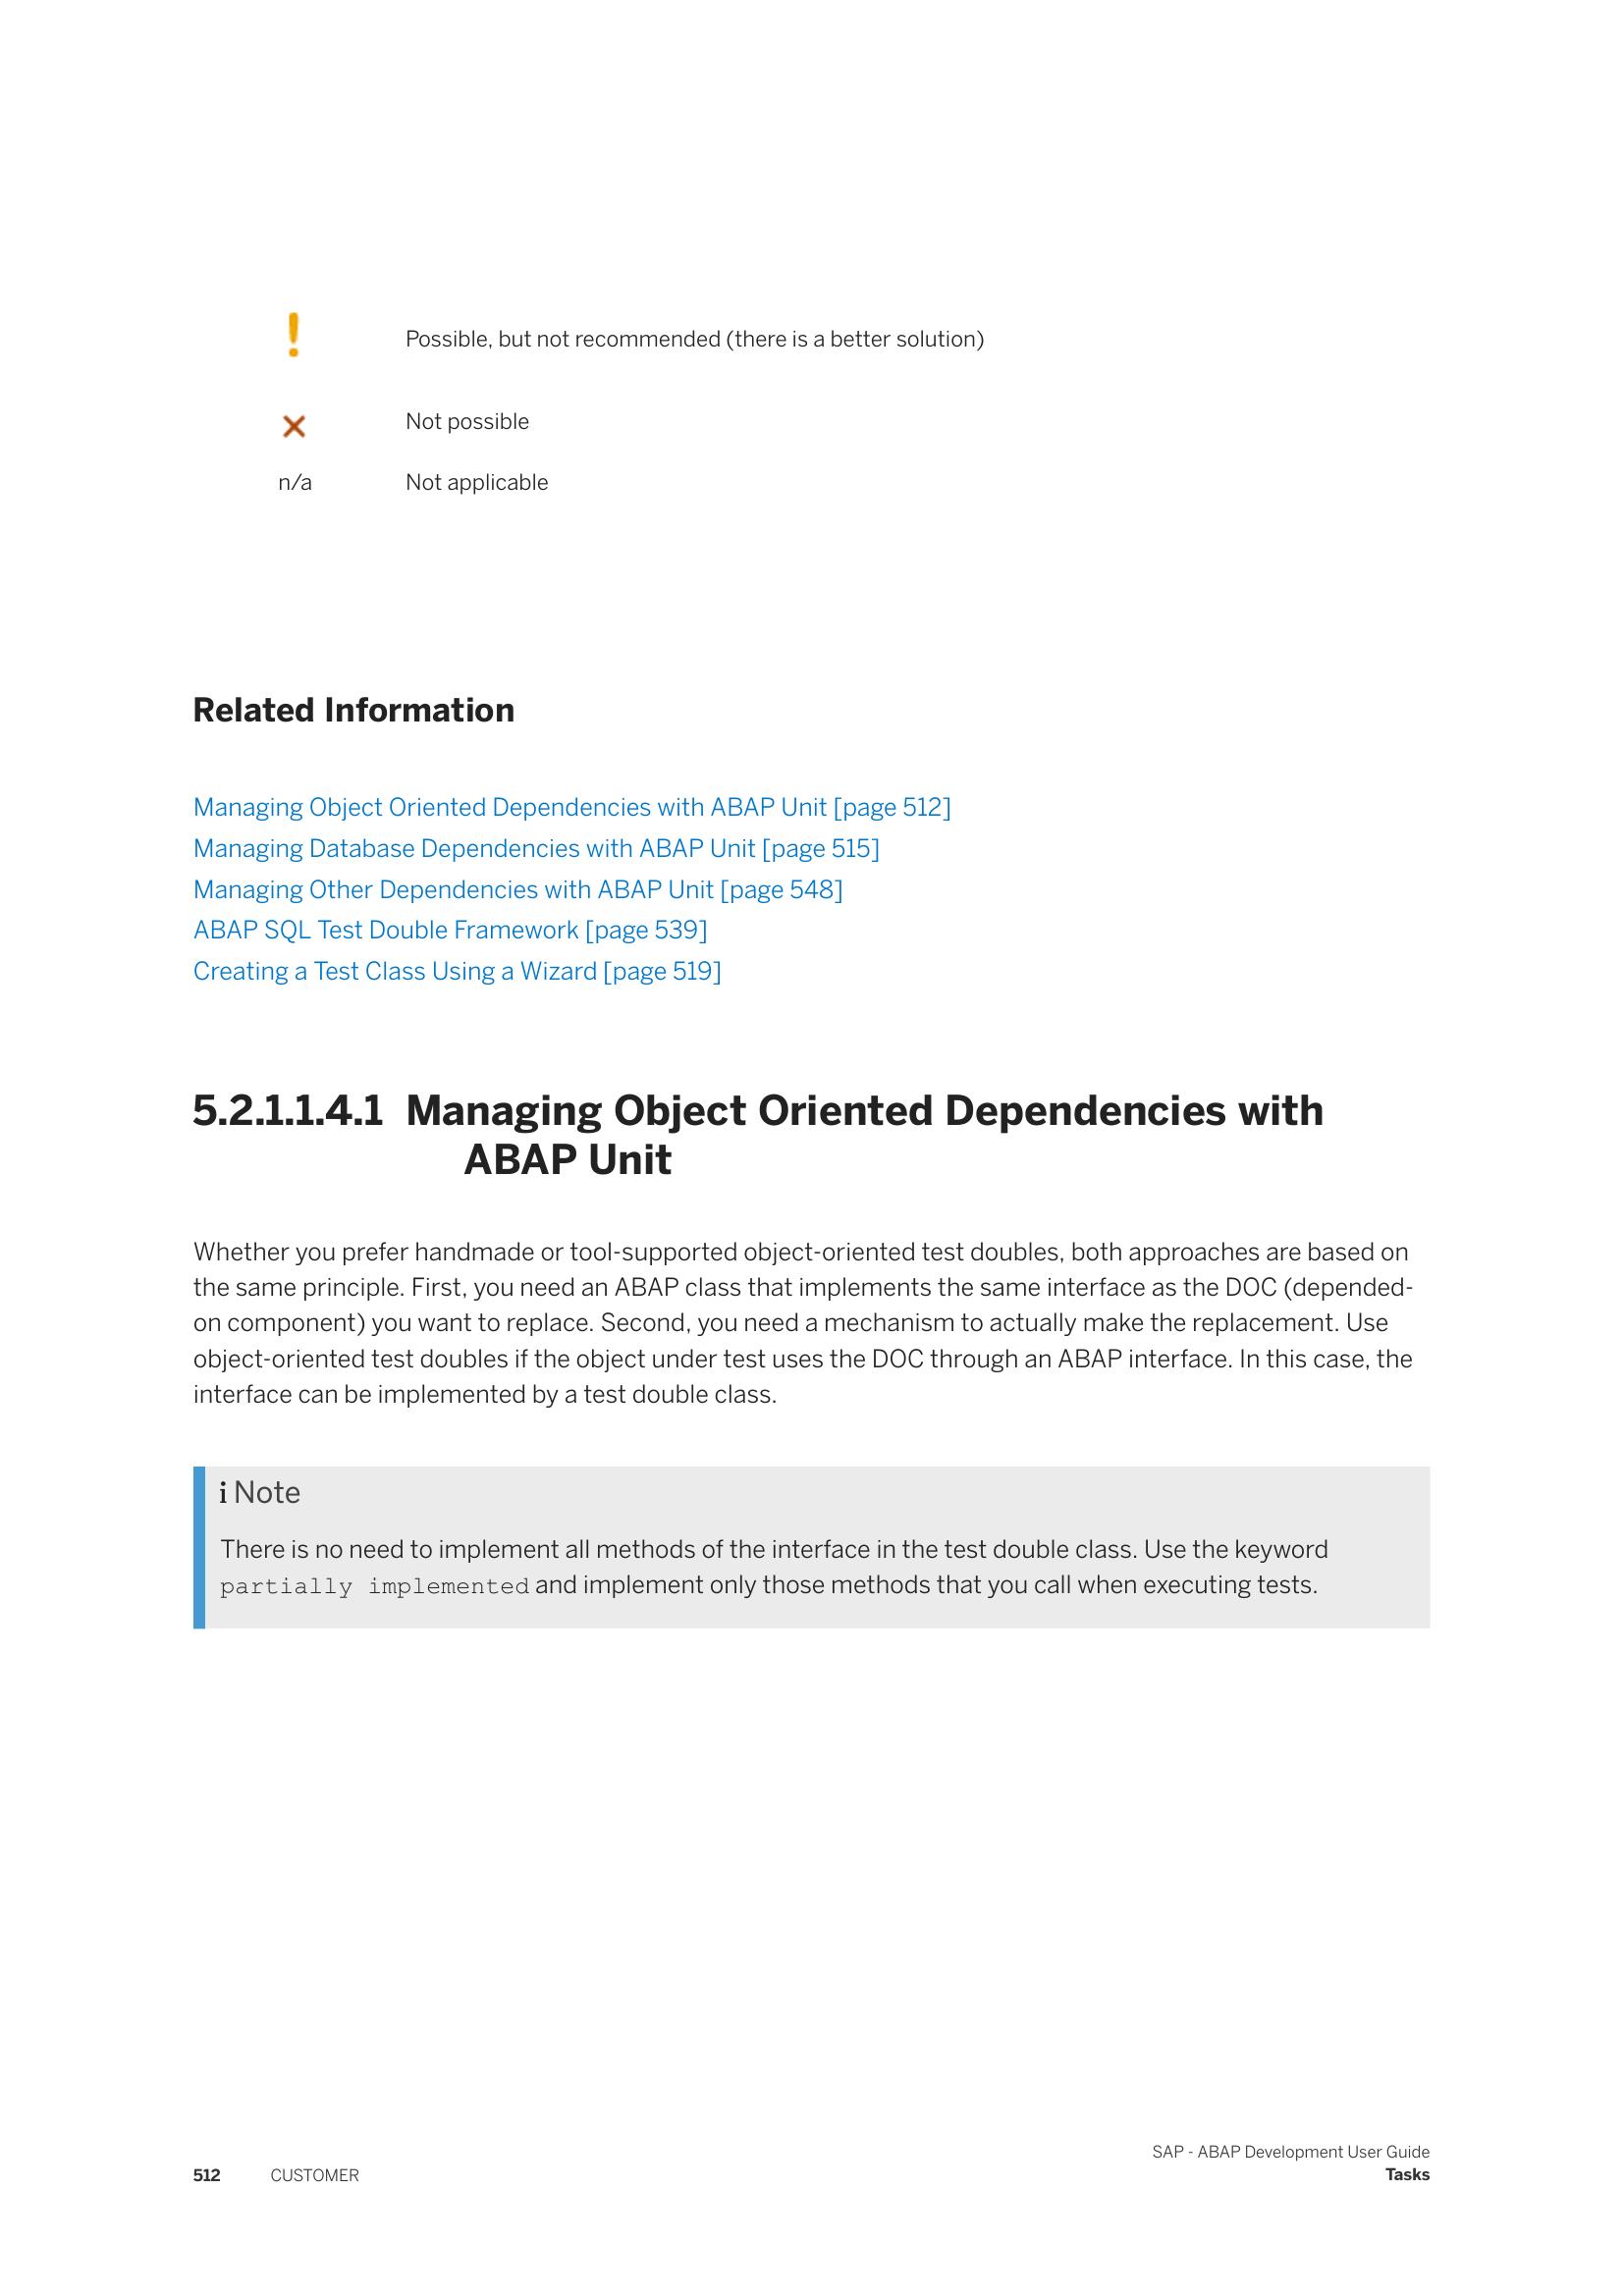 Possible, but not recommended (there is a better solution)
Not possible
n/a Not applicable
Related Information
Managing Object Oriented Dependencies with ABAP Unit [page 512]
Managing Database Dependencies with ABAP Unit [page 515]
Managing Other Dependencies with ABAP Unit [page 548]
ABAP SQL Test Double Framework [page 539]
Creating a Test Class Using a Wizard [page 519]
5.2.1.1.4.1 Managing Object Oriented Dependencies with
ABAP Unit
Whether you prefer handmade or tool-supported object-oriented test doubles, both approaches are based on
the same principle. First, you need an ABAP class that implements the same interface as the DOC (depended-
on component) you want to replace. Second, you need a mechanism to actually make the replacement. Use
object-oriented test doubles if the object under test uses the DOC through an ABAP interface. In this case, the
interface can be implemented by a test double class.
i Note
There is no need to implement all methods of the interface in the test double class. Use the keyword
partially implemented and implement only those methods that you call when executing tests.
SAP - ABAP Development User Guide
512 CUSTOMER Tasks